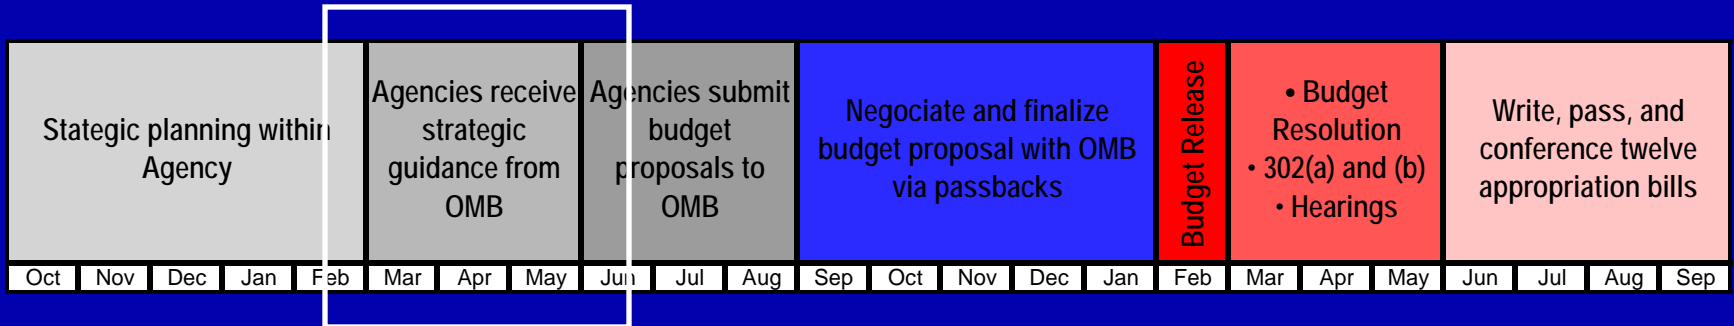 Stategic planning within
Agency
Agencies receive
strategic
guidance from
OMB
Agencies submit
budget
proposals to
OMB
Negociate and finalize
budget proposal with OMB
via passbacks
Budget Release
• Budget
Resolution
• 302(a) and (b)
• Hearings
Write, pass, and
conference twelve
appropriation bills
Oct Nov Dec Jan Feb Mar Apr May Jun Jul Aug Sep Oct Nov Dec Jan Feb Mar Apr May Jun Jul Aug Sep